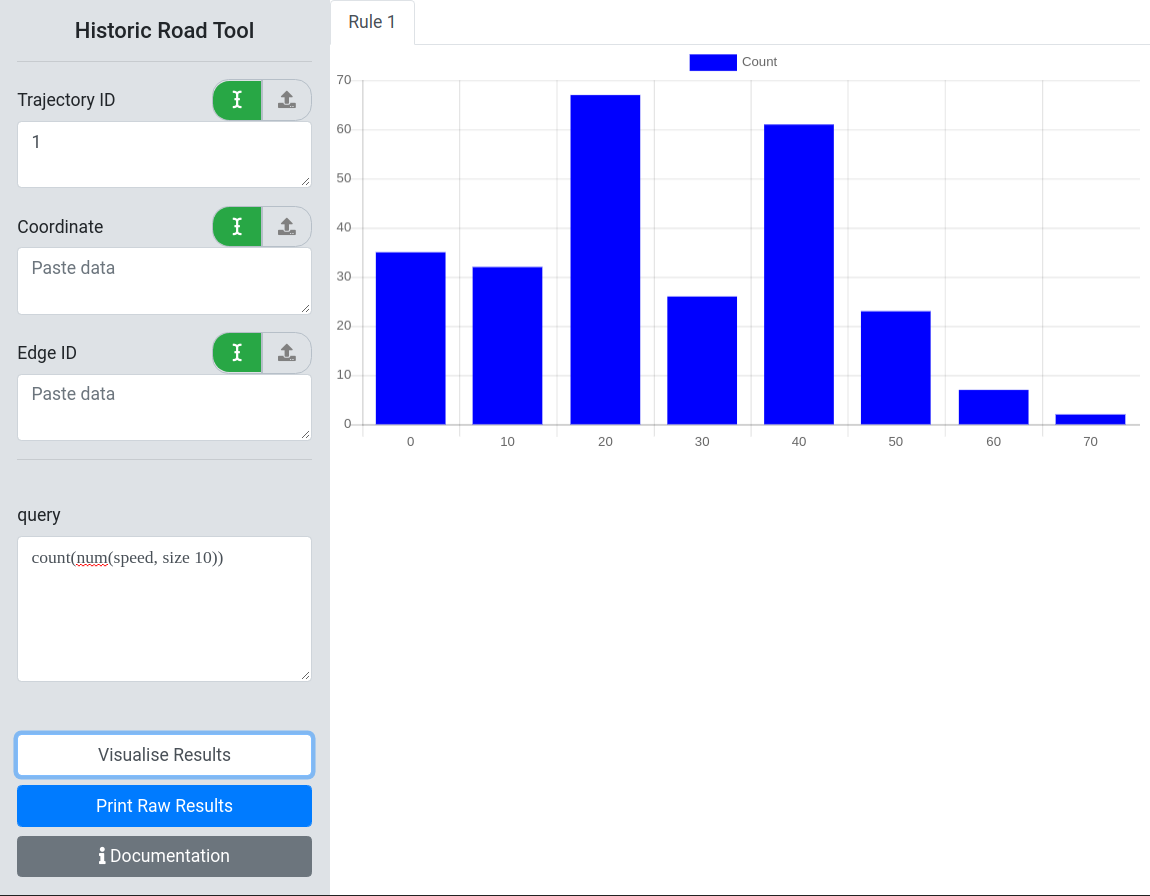 Historic Road Tool
Trajectory ID
1
Coordinate
Paste data
Edge ID
Paste data
query
count(num(speed, size 10))
Visualise Results
Print Raw Results
Documentation
Rule 1
Count
70
60
50
40
30
20
10
0
0 10 20 30 40 50 60 70